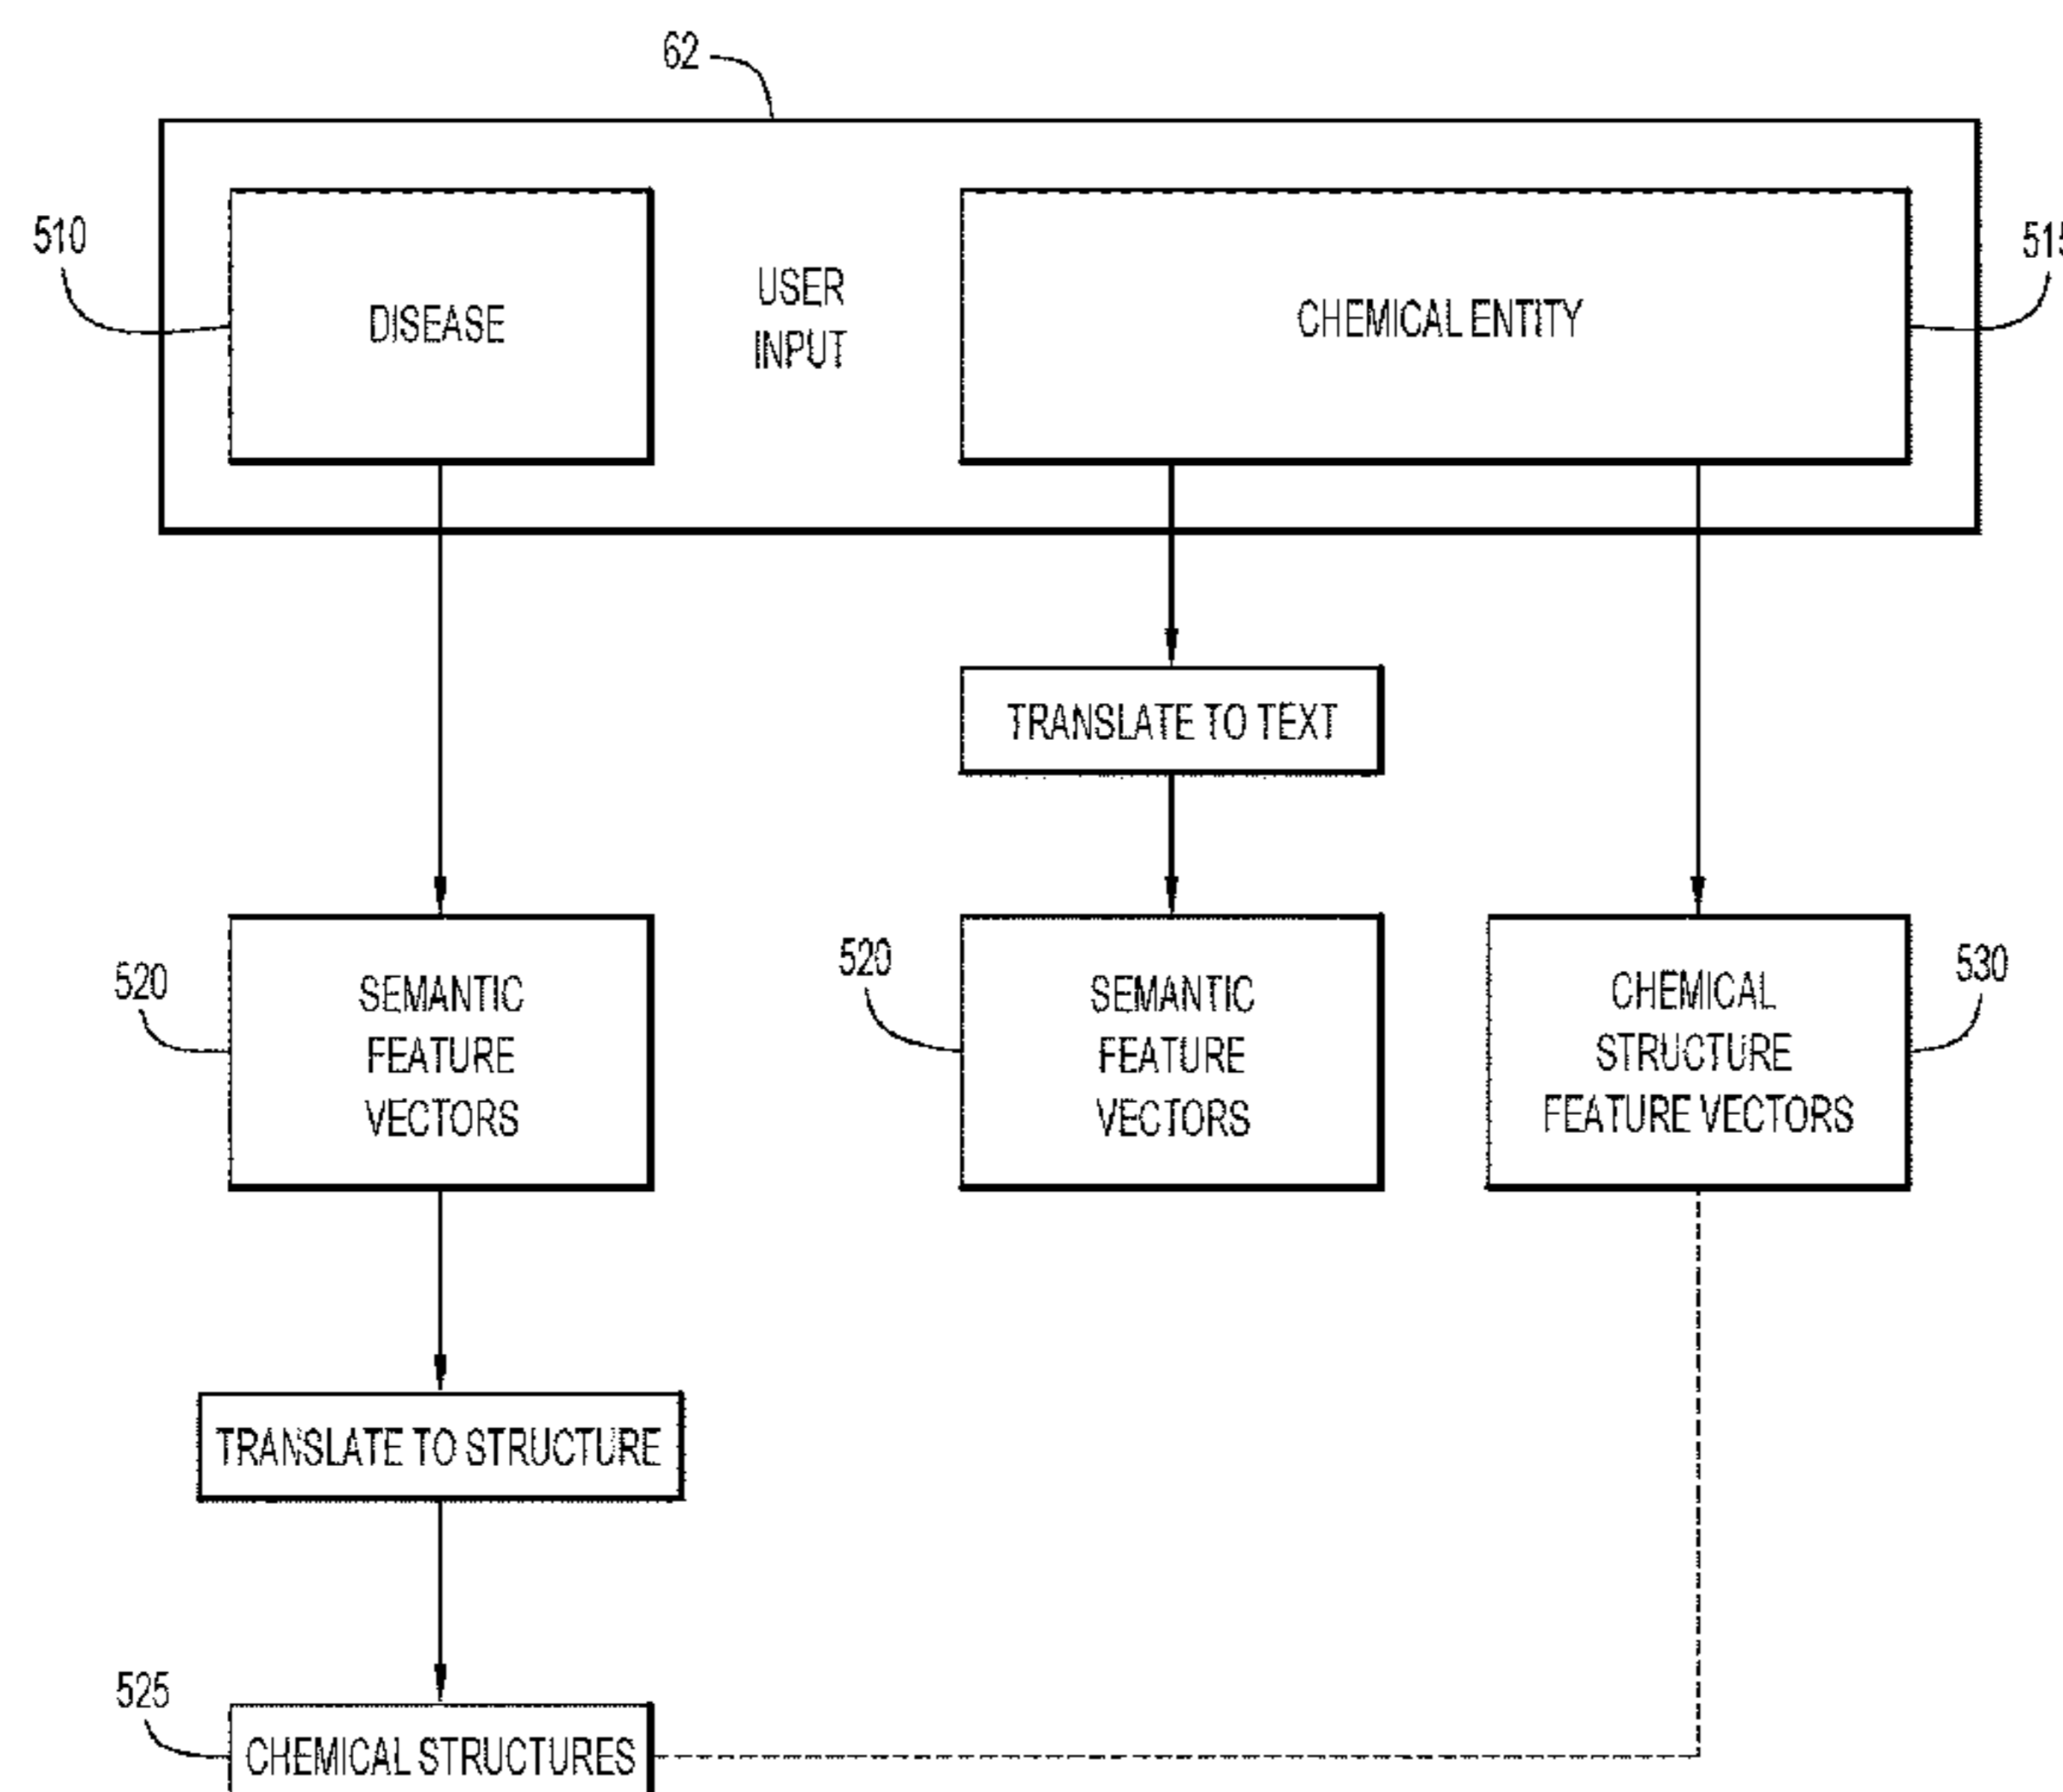 62
510
DISEASE
USER
INPUT
CHEMICAL ENTITY
515
TRANSLATE TO TEXT
520
SEMANTIC
FEATURE
VECTORS
520
SEMANTIC
FEATURE
VECTORS
CHEMICAL
STRUCTURE
FEATURE VECTORS
530
TRANSLATE TO STRUCTURE
525
CHEMICAL STRUCTURES